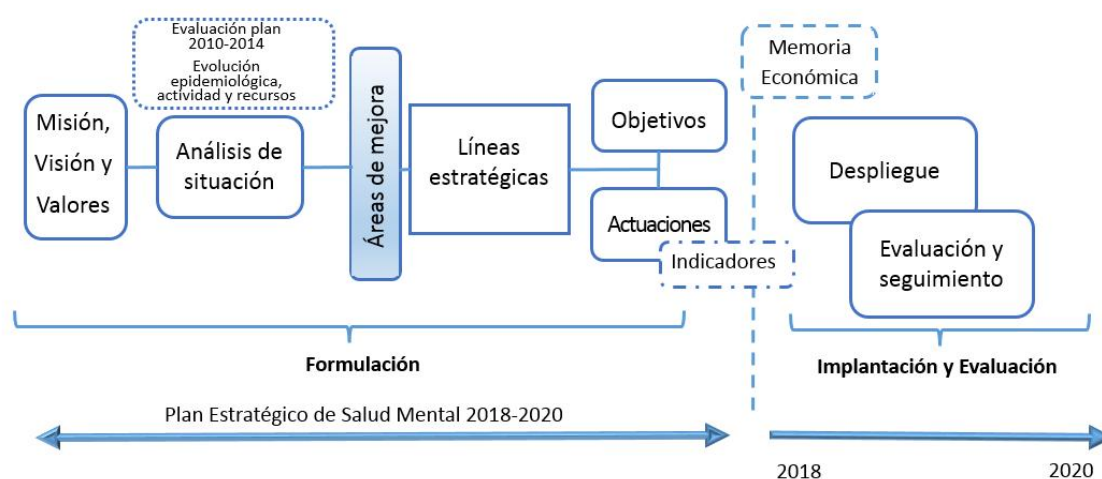 Evaluación plan
2010-2014
Evolución
epidemiológica,
actividad y recursos
Misión,
Visión y
Valores
Análisis de
situación
Áreas de mejora
Líneas
estratégicas
Objetivos
Actuaciones
Indicadores
Memoria
Económica
Despliegue
Evaluación y
seguimiento
Formulación
Implantación y Evaluación
Plan Estratégico de Salud Mental 2018-2020
2018
2020